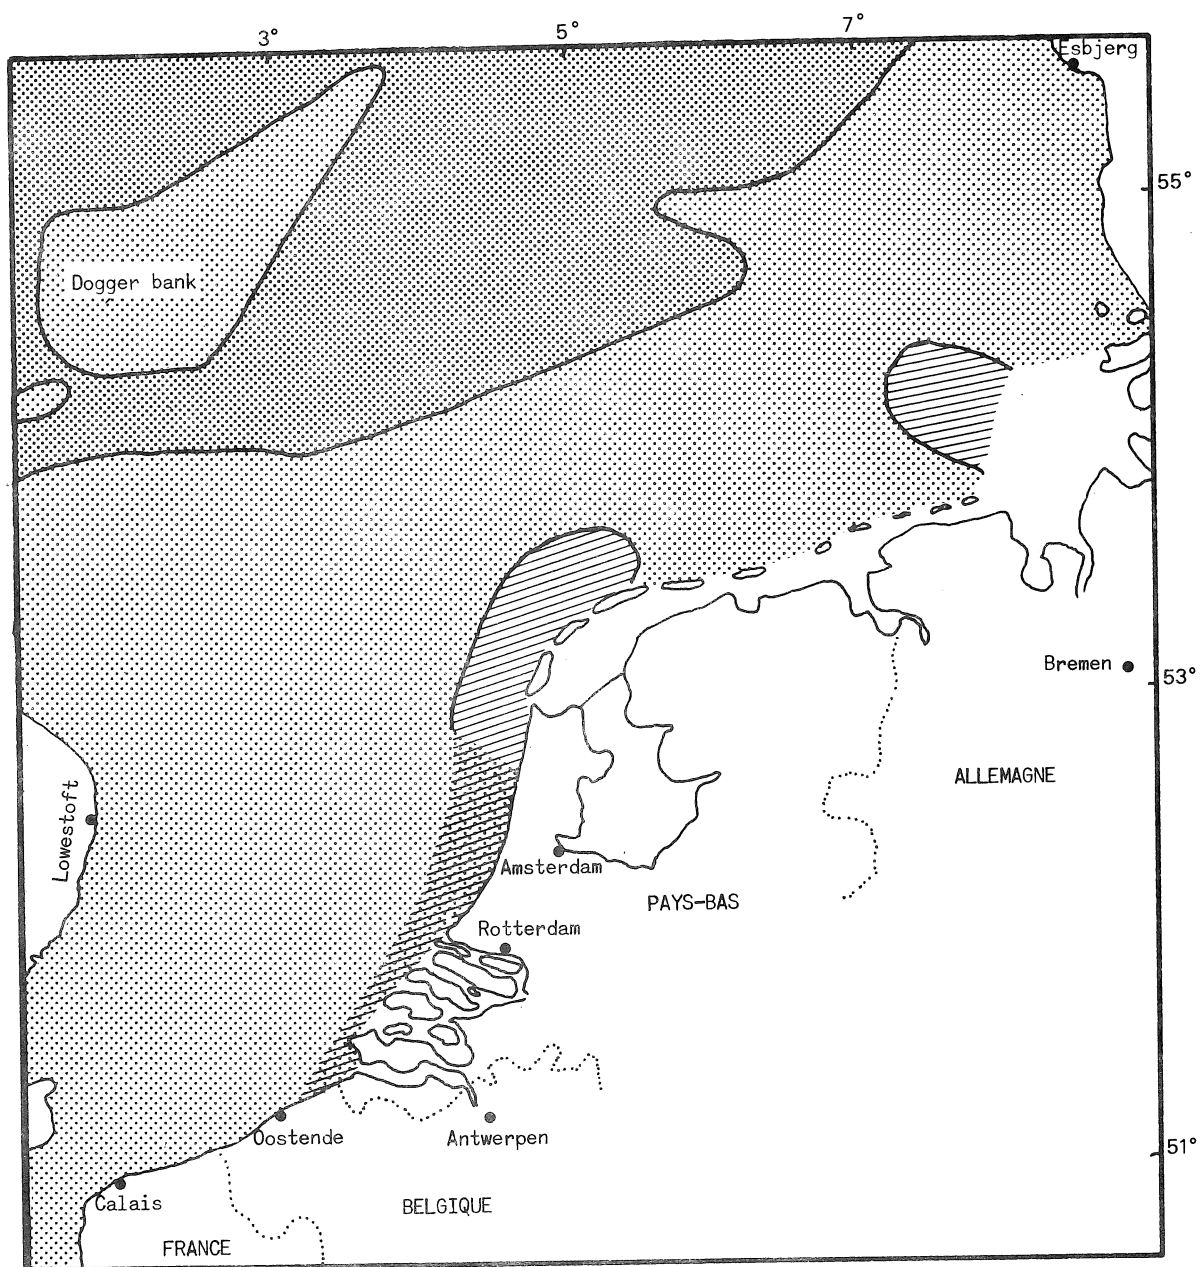 3°
5°
7°
Esbjerg
55°
Dogger bank
Bremen
53°
ALLEMAGNE
Lowestoft
Amsterdam
PAYS-BAS
Rotterdam
Oostende
Antwerpen
51°
Calais
BELGIQUE
FRANCE